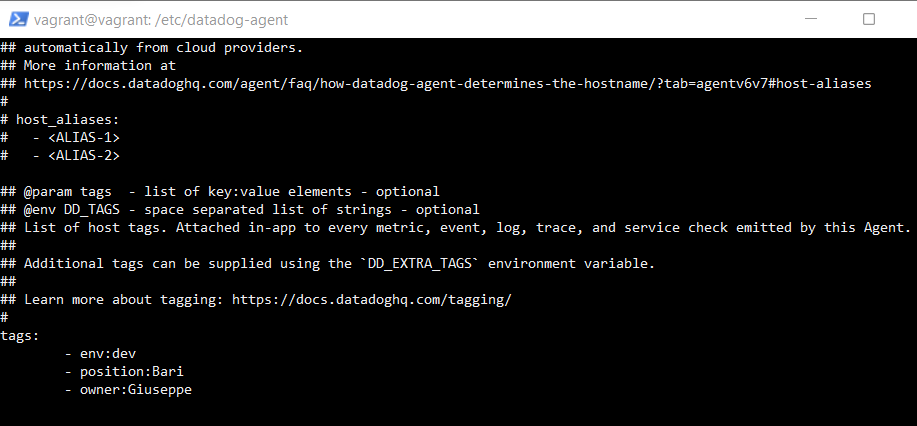 vagrant@vagrant: /etc/datadog-agent
## automatically from cloud providers.
## More information at
## https://docs.datadoghq.com/agent/faq/how-datadog-agent-determines-the-hostname/?tab=agentv6v7#host-aliases
#
# host_aliases:
#   - <ALIAS-1>
#   - <ALIAS-2>

## @param tags  - list of key:value elements - optional
## @env DD_TAGS - space separated list of strings - optional
## List of host tags. Attached in-app to every metric, event, log, trace, and service check emitted by this Agent.
##
## Additional tags can be supplied using the `DD_EXTRA_TAGS` environment variable.
##
## Learn more about tagging: https://docs.datadoghq.com/tagging/
#
tags:
        - env:dev
        - position:Bari
        - owner:Giuseppe